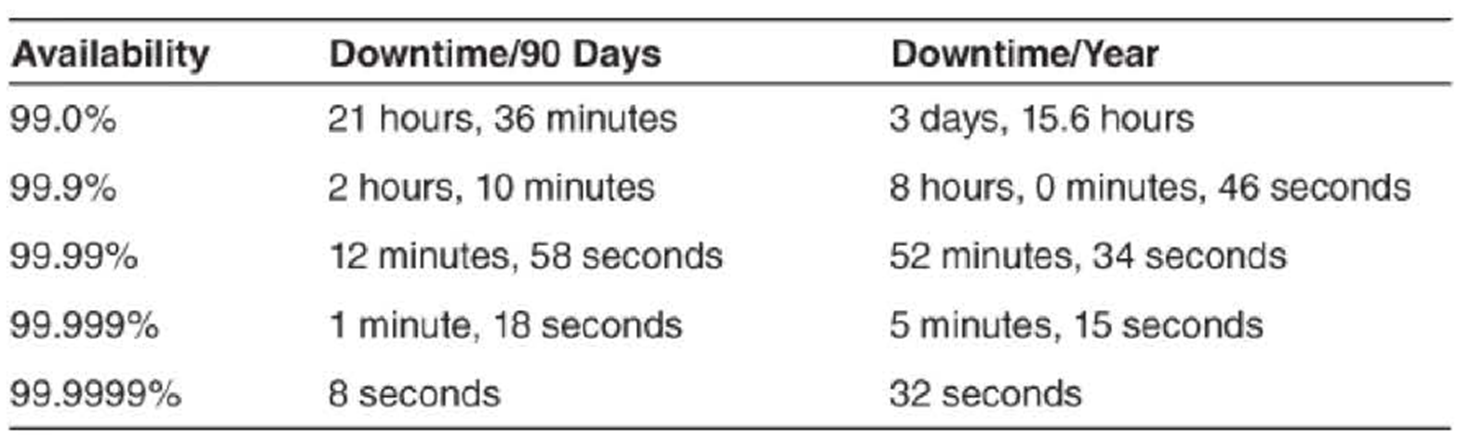 Availability Downtime/90 Days Downtime/Year
99.0% 21 hours, 36 minutes 3 days, 15.6 hours
99.9% 2 hours, 10 minutes 8 hours, 0 minutes, 46 seconds
99.99% 12 minutes, 58 seconds 52 minutes, 34 seconds
99.999% 1 minute, 18 seconds 5 minutes, 15 seconds
99.9999% 8 seconds 32 seconds